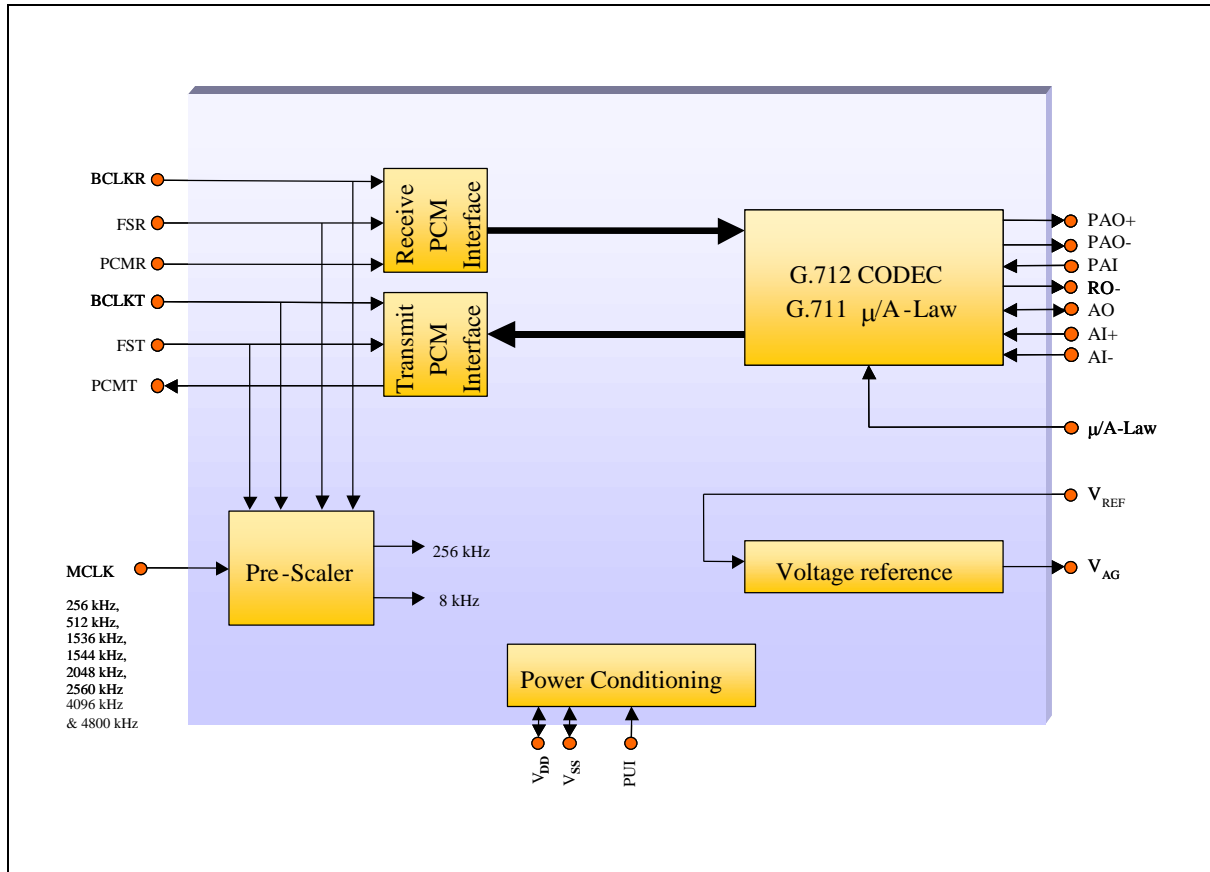 BCLKR
FSR
PCMR
BCLKT
FST
PCMT
Receive
PCM
Interface
Transmit
PCM
Interface
G.712 CODEC
G.711 μ/A-Law
PAO+
PAO-
PAI
RO-
AO
AI+
AI-
μ/A-Law
VREF
VAG
Voltage reference
MCLK
256 kHz,
512 kHz,
1536 kHz,
1544 kHz,
2048 kHz,
2560 kHz
4096 kHz
& 4800 kHz
Pre-Scaler
256 kHz
8 kHz
Power Conditioning
VDD
VSS
PUI